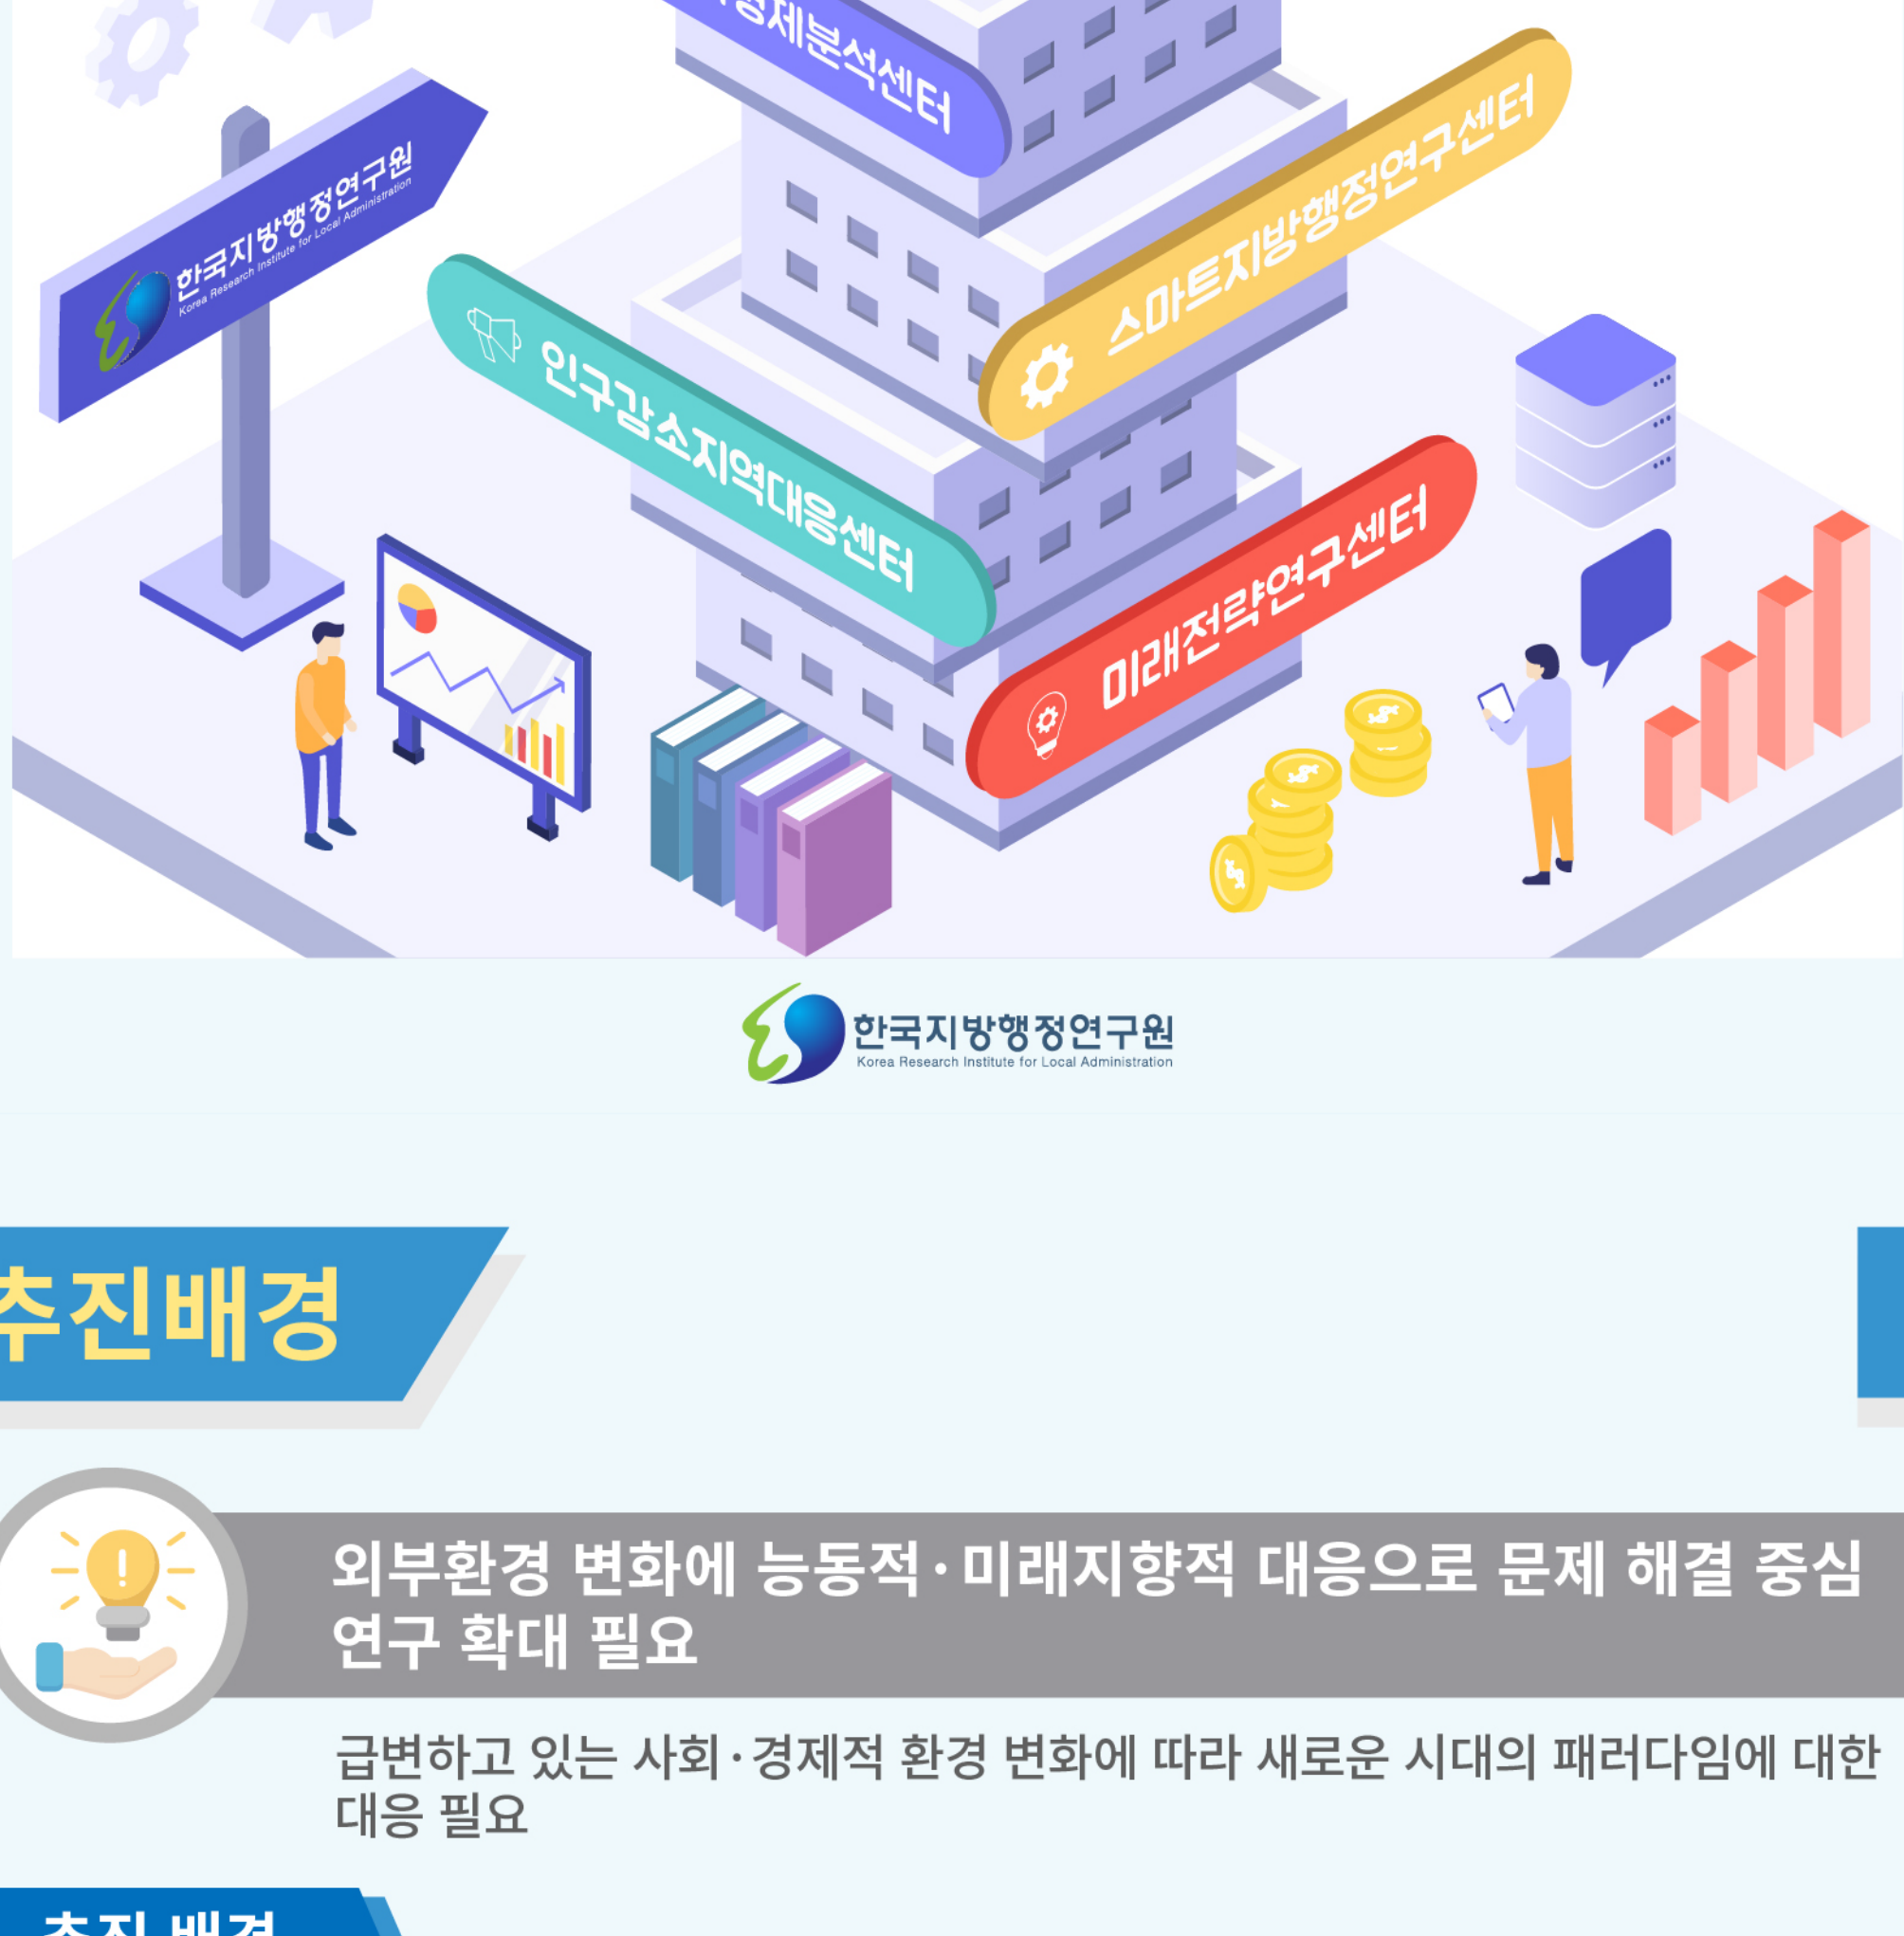 경제분석센터
한국지방행정연구원
Korea Research Institute for Local Administration
스마트지방행정연구센터
인구감소지역대응센터
미래전략연구센터
한국지방행정연구원
Korea Research Institute for Local Administration
추진배경
외부환경 변화에 능동적·미래지향적 대응으로 문제 해결 중심
연구 확대 필요
급변하고 있는 사회·경제적 환경 변화에 따라 새로운 시대의 패러다임에 대한
대응 필요
추진 배경